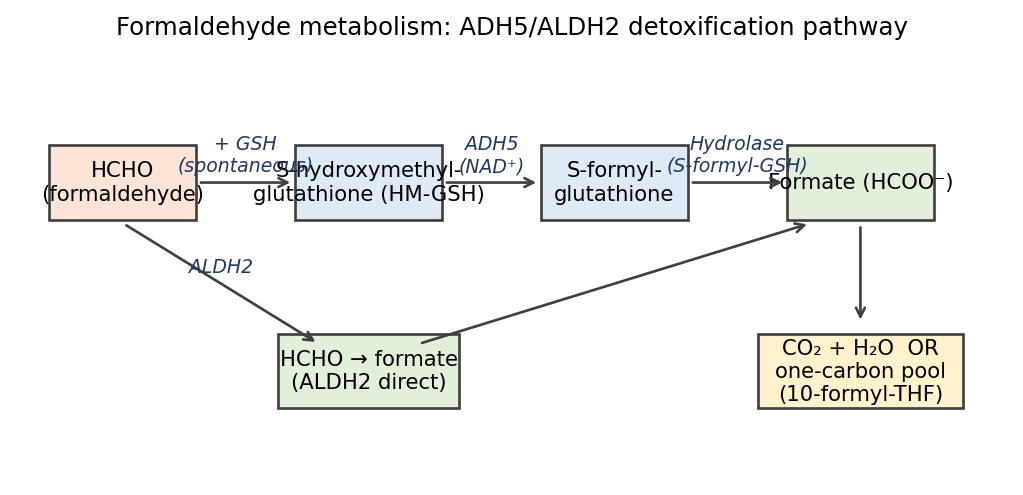 Formaldehyde metabolism: ADH5/ALDH2 detoxification pathway
HCHO
(formaldehyde)
+ GSH
(spontaneous)
S-hydroxymethyl-
glutathione (HM-GSH)
ADH5
(NAD⁺)
S-formyl-
glutathione
Hydrolase
(S-formyl-GSH)
Formate (HCOO⁻)
ALDH2
HCHO → formate
(ALDH2 direct)
CO₂ + H₂O  OR
one-carbon pool
(10-formyl-THF)